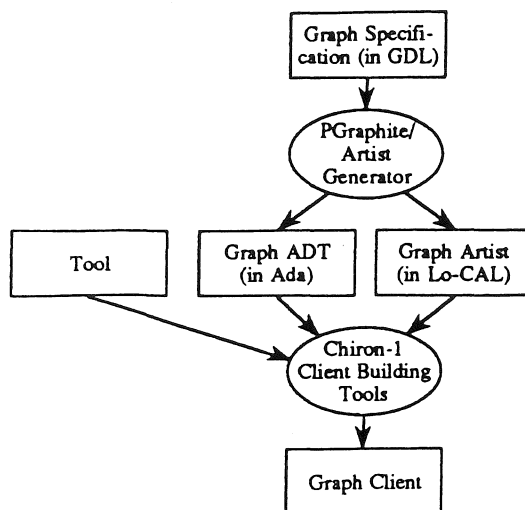 Graph Specifi-
cation (in GDL)
PGraphite/
Artist
Generator
Tool
Graph ADT
(in Ada)
Graph Artist
(in Lo-CAL)
Chiron-1
Client Building
Tools
Graph Client